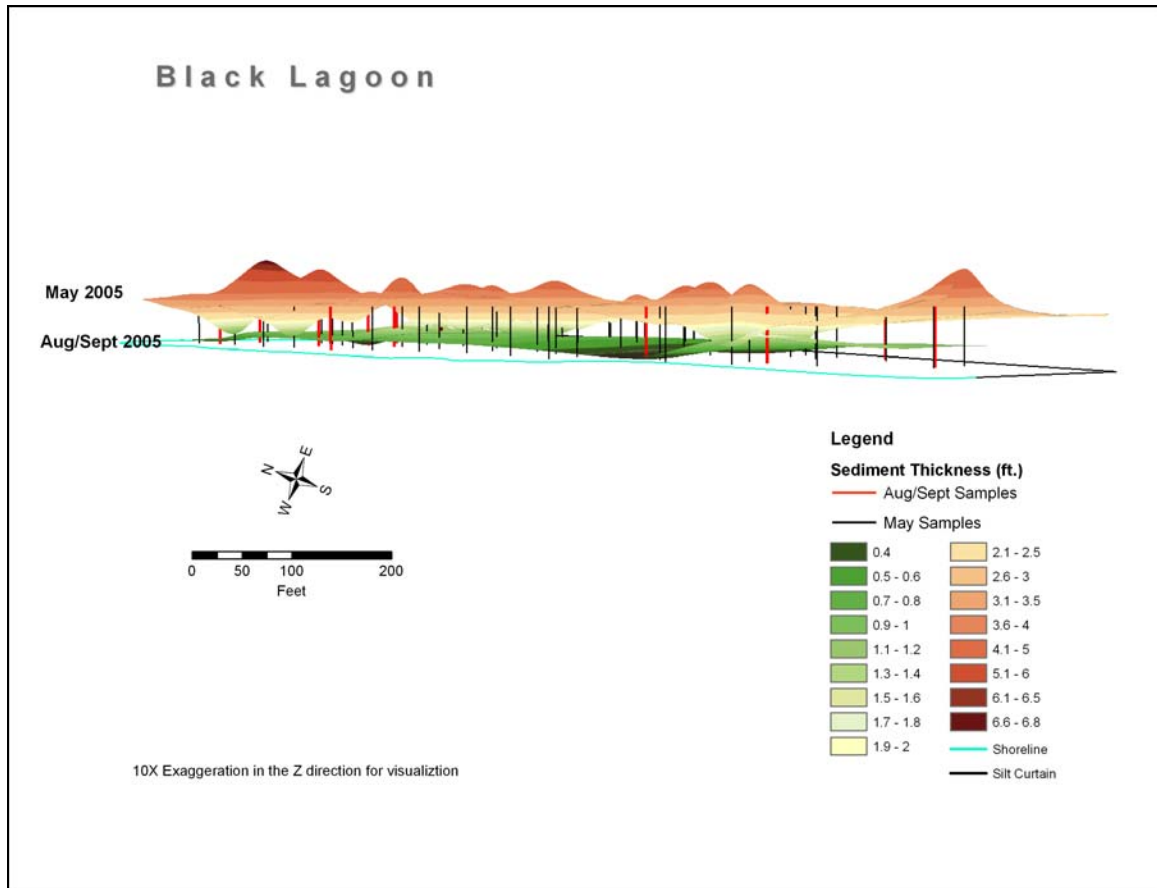 Black Lagoon
May 2005
Aug/Sept 2005
N E
W S
0 50 100 200
Feet
Legend
Sediment Thickness (ft.)
Aug/Sept Samples
May Samples
0.4
0.5 - 0.6
0.7 - 0.8
0.9 - 1
1.1 - 1.2
1.3 - 1.4
1.5 - 1.6
1.7 - 1.8
1.9 - 2
2.1 - 2.5
2.6 - 3
3.1 - 3.5
3.6 - 4
4.1 - 5
5.1 - 6
6.1 - 6.5
6.6 - 6.8
Shoreline
Silt Curtain
10X Exaggeration in the Z direction for visualiztion